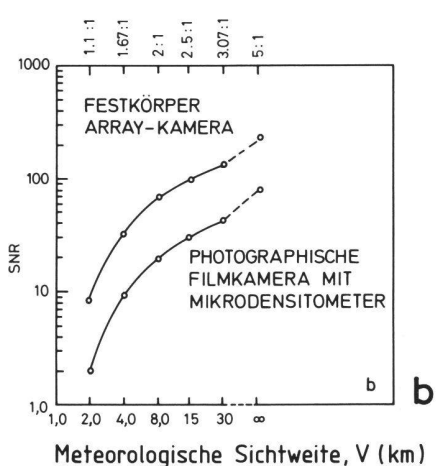 1.1 :1 1.67:1 2:1 2.5:1 3.07:1 5:1
1000
FESTKÖRPER
ARRAY-KAMERA
100
SNR
PHOTOGRAPHISCHE
FILMKAMERA MIT
MIKRODENSITOMETER
10
b
b
1,0
1,0 2,0 4,0 8,0 15 30 ∞
Meteorologische Sichtweite, V (km)